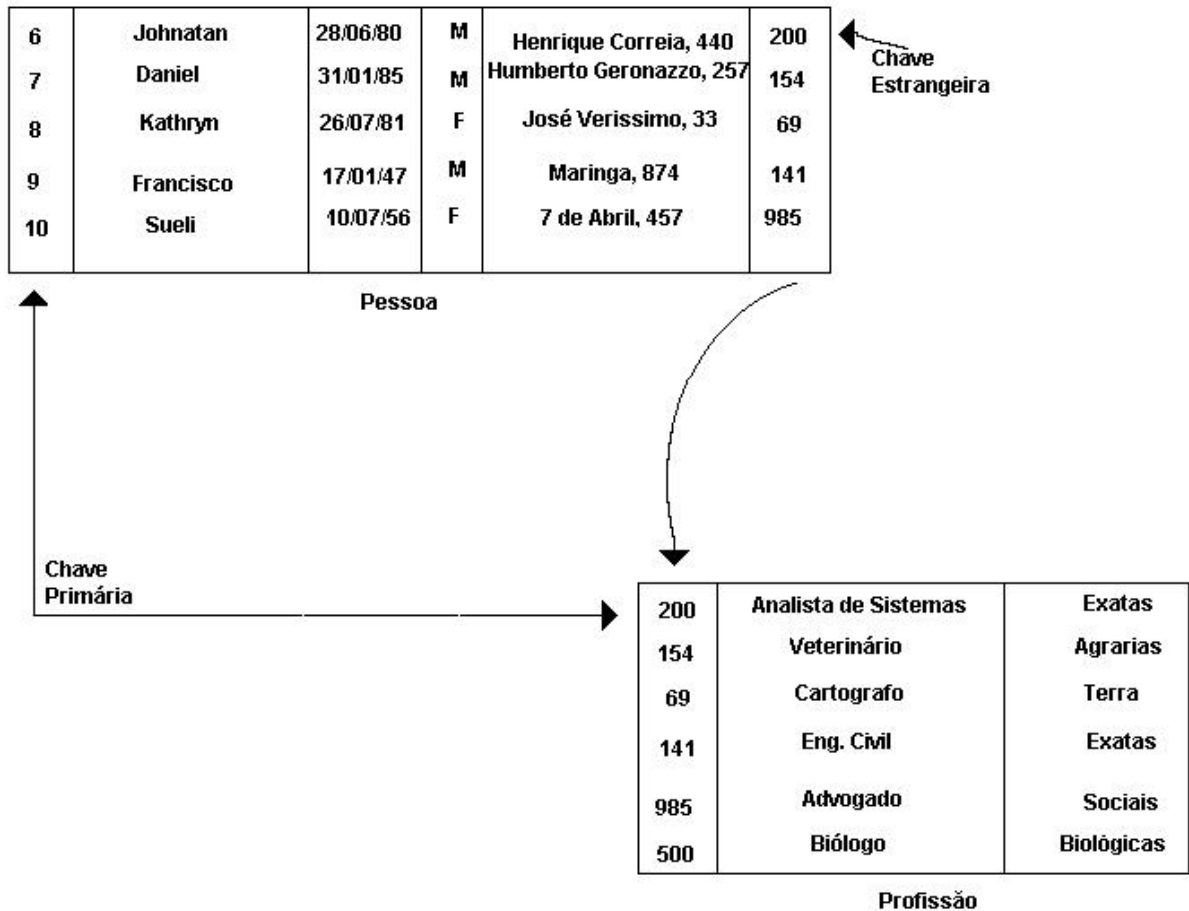 6 Johnatan 28/06/80 M Henrique Correia, 440 200
7 Daniel 31/01/85 M Humberto Geronazzo, 257 154
8 Kathryn 26/07/81 F José Verissimo, 33 69
9 Francisco 17/01/47 M Maringa, 874 141
10 Sueli 10/07/56 F 7 de Abril, 457 985
Chave
Estrangeira
Pessoa
Chave
Primária
200 Analista de Sistemas Exatas
154 Veterinário Agrarias
69 Cartografo Terra
141 Eng. Civil Exatas
985 Advogado Sociais
500 Biólogo Biológicas
Profissão